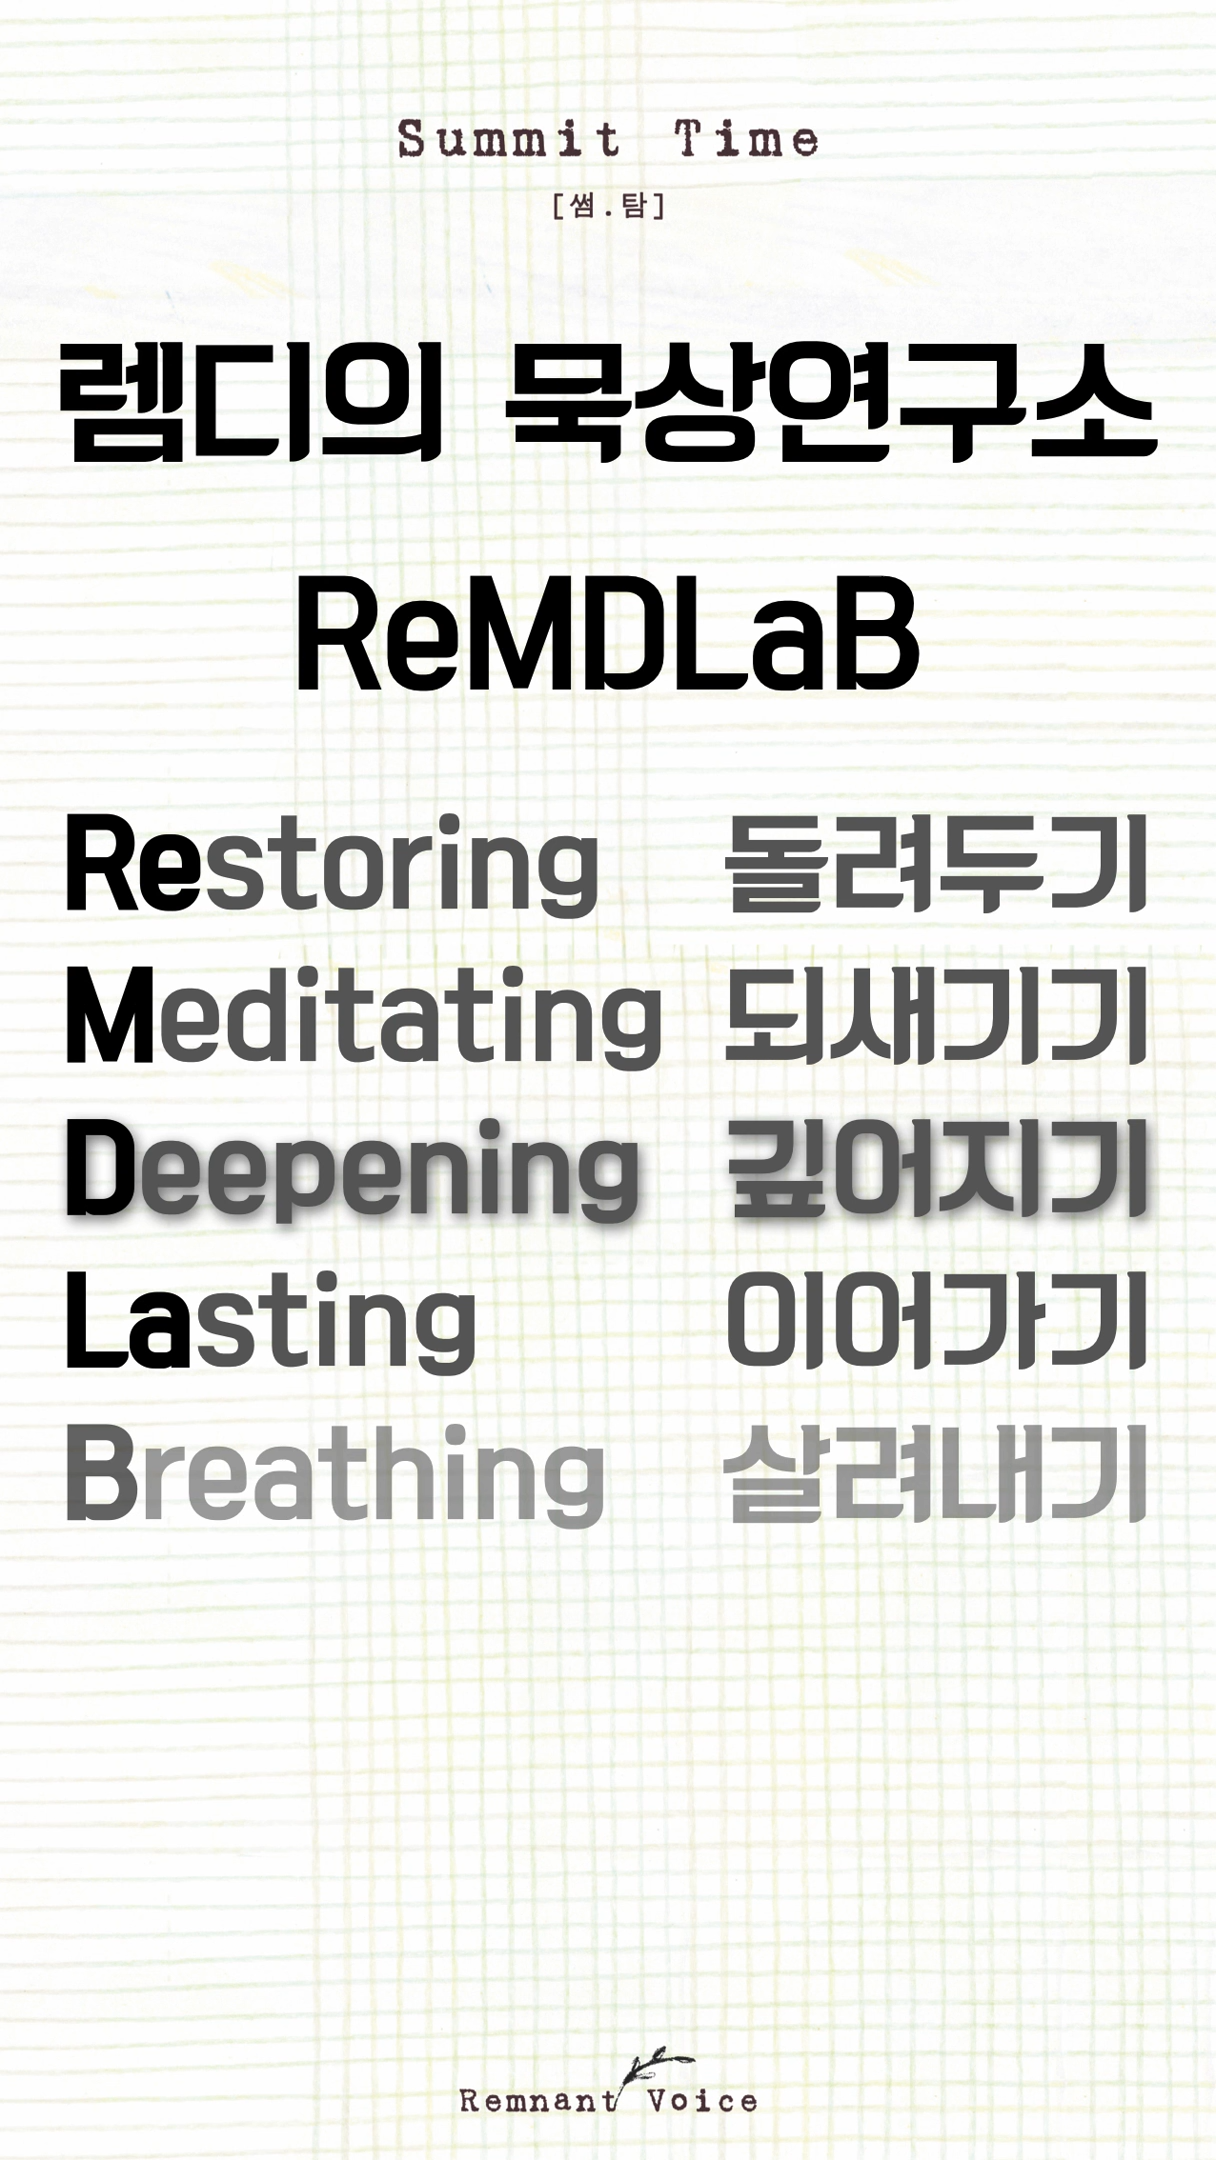 Summit Time
[썸.탐]
렘디의 묵상연구소
ReMDLaB
Restoring 돌려두기
Meditating 되새기기
Deepening 깊어지기
Lasting 이어가기
Breathing 살려내기
Remnant Voice